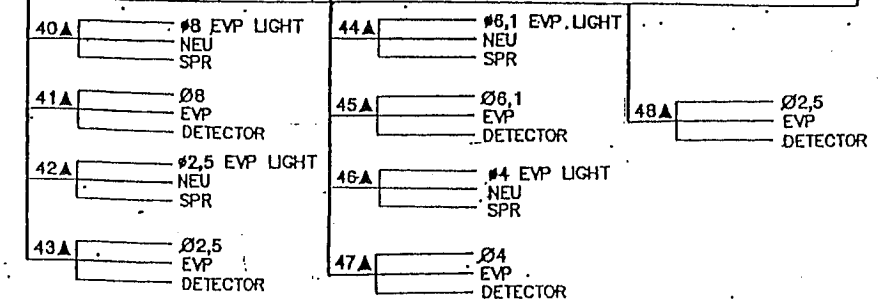 40▲ ø8 EVP LIGHT
NEU
SPR
41▲ Ø8
EVP
DETECTOR
42▲ ø2,5 EVP LIGHT
NEU
SPR
43▲ Ø2,5
EVP
DETECTOR
44▲ ø6,1 EVP LIGHT
NEU
SPR
45▲ Ø6,1
EVP
DETECTOR
46▲ ø4 EVP LIGHT
NEU
SPR
47▲ Ø4
EVP
DETECTOR
48▲ Ø2,5
EVP
DETECTOR